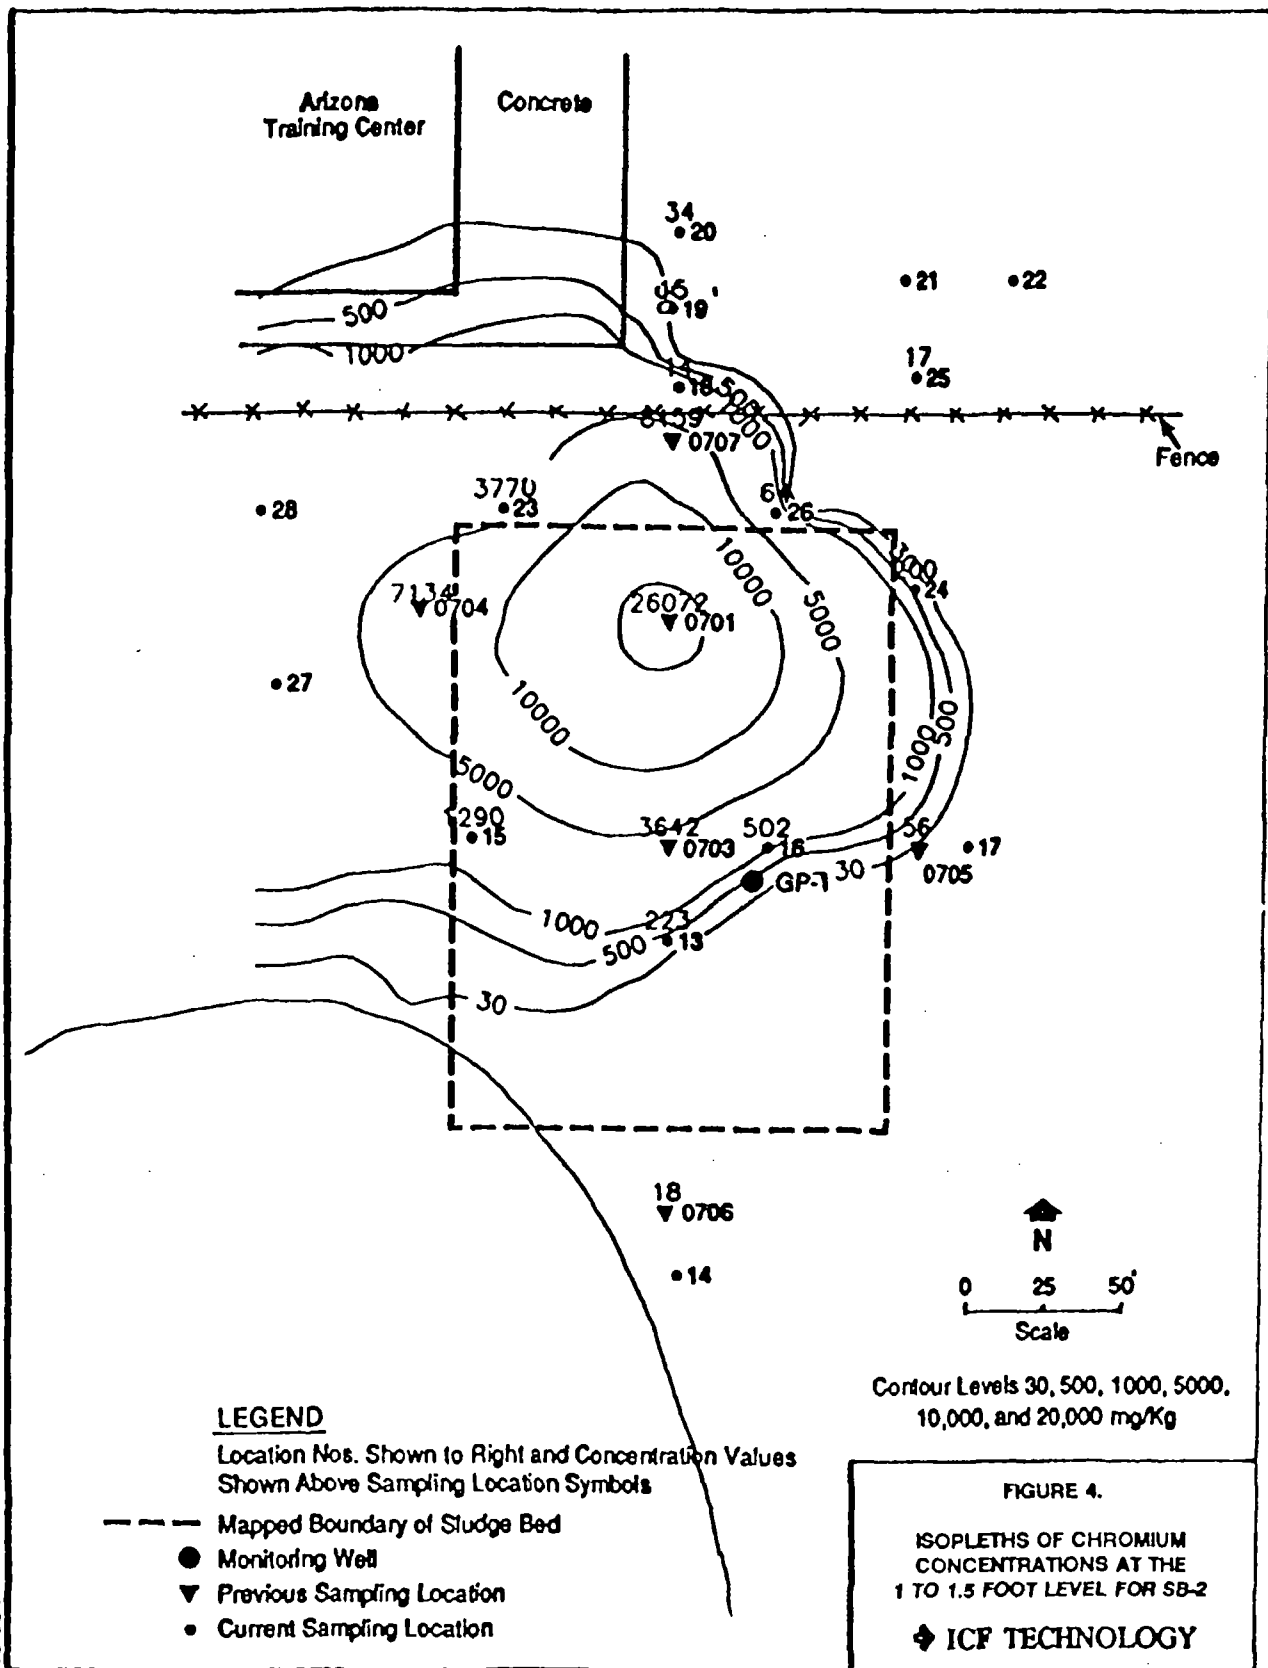 Arizona
Training Center
Concrete
34
20
19
21
22
500
17
25
1000
18
500
1000
0707
Fence
3770
23
6
26
28
24
10000
7134
0704
26072
0701
5000
27
10000
500
1000
5000
290
15
3642
0703
502
16
56
0705
17
GP-1
30
1000
223
13
500
30
18
0706
14
N
0 25 50'
Scale
Contour Levels 30, 500, 1000, 5000,
10,000, and 20,000 mg/Kg
LEGEND
Location Nos. Shown to Right and Concentration Values
Shown Above Sampling Location Symbols
Mapped Boundary of Sludge Bed
Monitoring Well
Previous Sampling Location
Current Sampling Location
FIGURE 4.
ISOPLETHS OF CHROMIUM
CONCENTRATIONS AT THE
1 TO 1.5 FOOT LEVEL FOR SB-2
ICF TECHNOLOGY